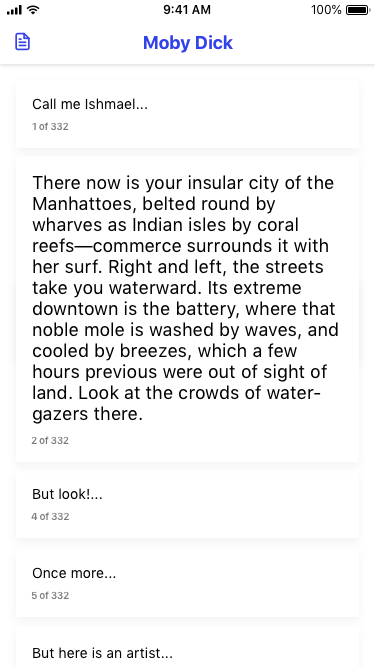 9:41 AM
100%
Moby Dick
Call me Ishmael...
1 of 332
There now is your insular city of the
Manhattoes, belted round by
wharves as Indian isles by coral
reefs—commerce surrounds it with
her surf. Right and left, the streets
take you waterward. Its extreme
downtown is the battery, where that
noble mole is washed by waves, and
cooled by breezes, which a few
hours previous were out of sight of
land. Look at the crowds of water-
gazers there.
2 of 332
But look!...
4 of 332
Once more...
5 of 332
But here is an artist...